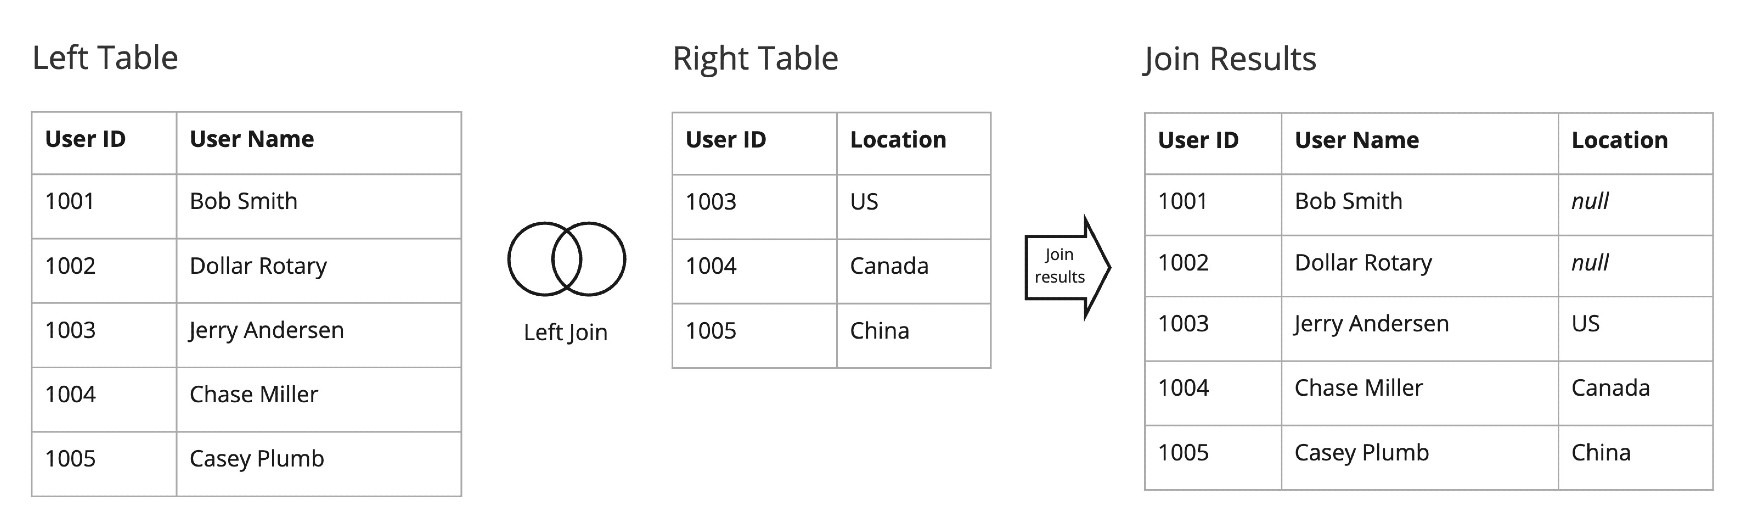 Left Table
User ID User Name
1001 Bob Smith
1002 Dollar Rotary
1003 Jerry Andersen
1004 Chase Miller
1005 Casey Plumb
Left Join
Right Table
User ID Location
1003 US
1004 Canada
1005 China
Join
results
Join Results
User ID User Name Location
1001 Bob Smith null
1002 Dollar Rotary null
1003 Jerry Andersen US
1004 Chase Miller Canada
1005 Casey Plumb China